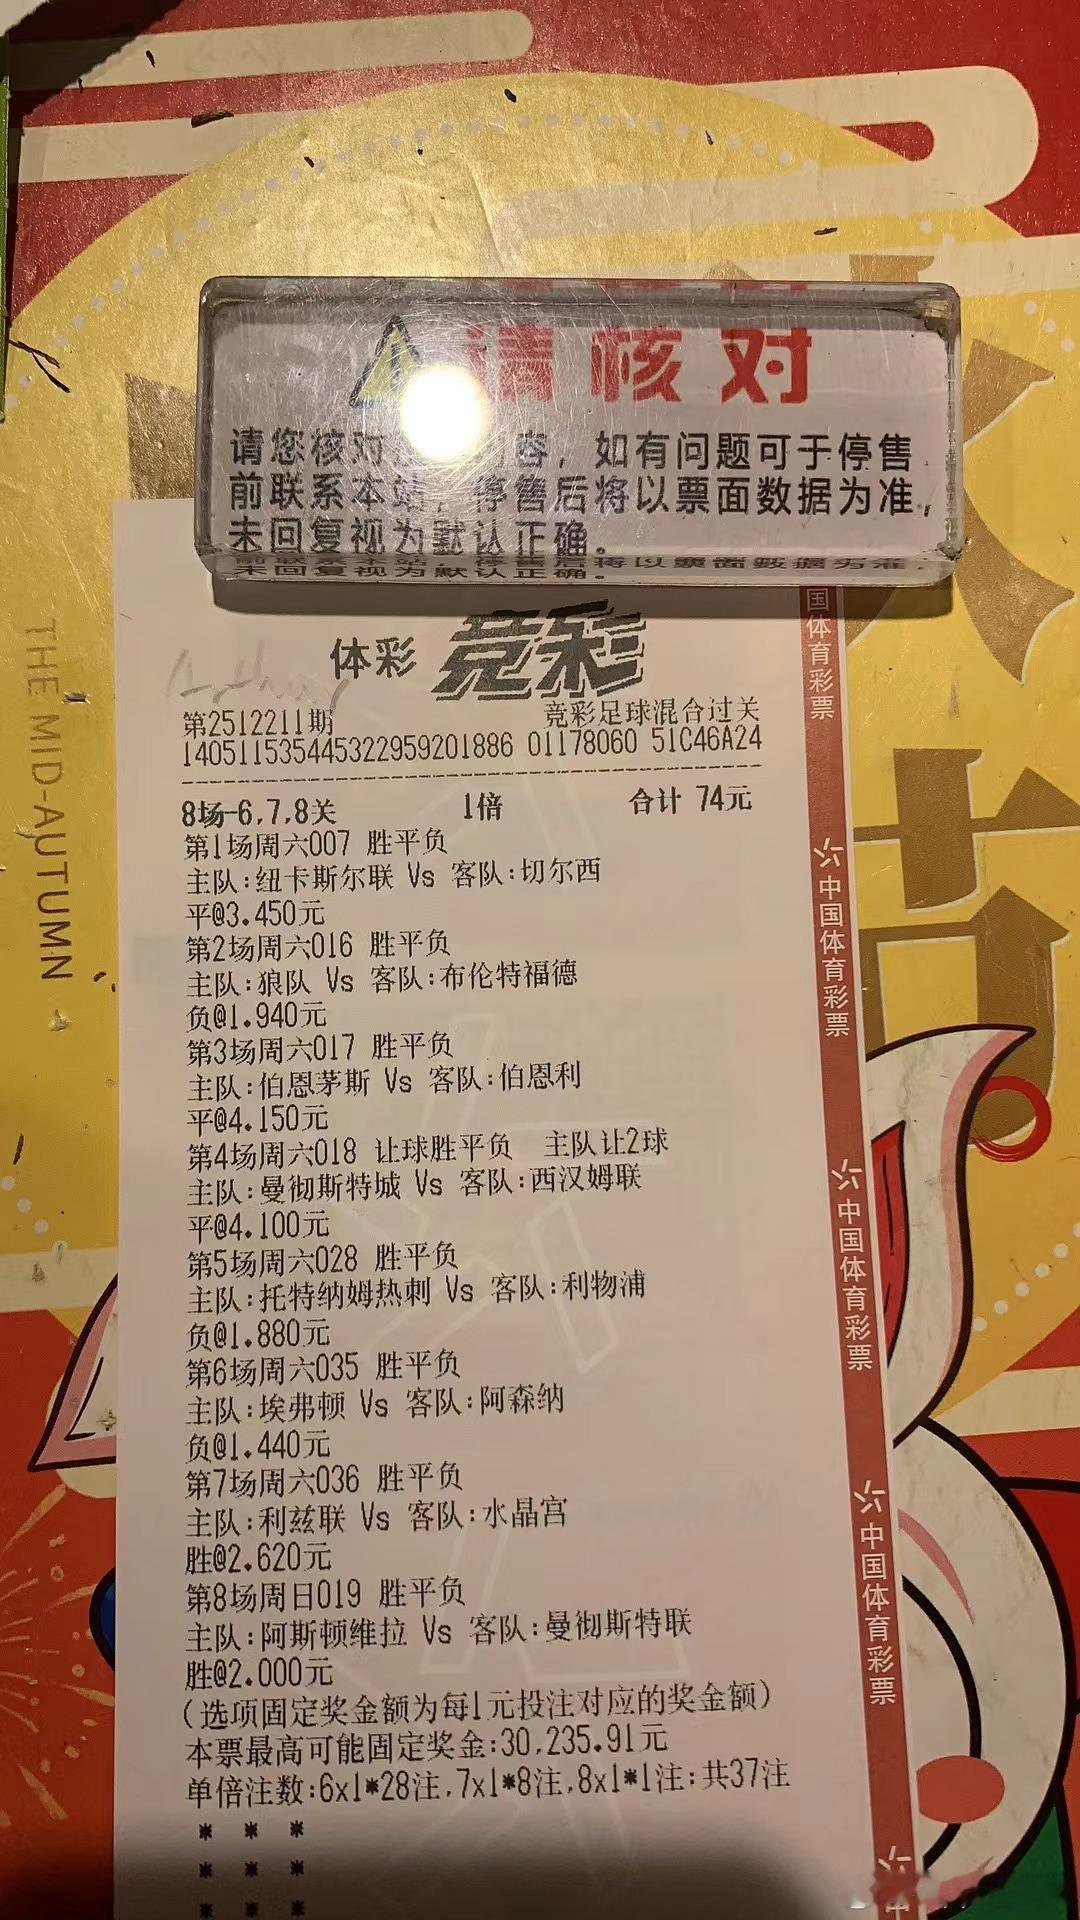 请核对
请您核对 容，如有问题可于停售
前联系本站，停售后将以票面数据为准，
未回复视为默认正确。
国体育彩票
体彩 竞彩
第2512211期 竞彩足球混合过关
140511535445322959201886 01178060 51C46A24
8场-6,7,8关 1倍 合计 74元
第1场周六007 胜平负
主队:纽卡斯尔联 Vs 客队:切尔西
平@3.450元
第2场周六016 胜平负
主队:狼队 Vs 客队:布伦特福德
负@1.940元
第3场周六017 胜平负
主队:伯恩茅斯 Vs 客队:伯恩利
平@4.150元
第4场周六018 让球胜平负 主队让2球
主队:曼彻斯特城 Vs 客队:西汉姆联
平@4.100元
第5场周六028 胜平负
主队:托特纳姆热刺 Vs 客队:利物浦
负@1.880元
第6场周六035 胜平负
主队:埃弗顿 Vs 客队:阿森纳
负@1.440元
第7场周六036 胜平负
主队:利兹联 Vs 客队:水晶宫
胜@2.620元
第8场周日019 胜平负
主队:阿斯顿维拉 Vs 客队:曼彻斯特联
胜@2.000元
(选项固定奖金额为每1元投注对应的奖金额)
本票最高可能固定奖金:30,235.91元
单倍注数:6x1*28注,7x1*8注,8x1*1注:共37注
* * *
* * *
* * *
中国体育彩票
中国体育彩票
中国体育彩票
THE MID-AUTUMN